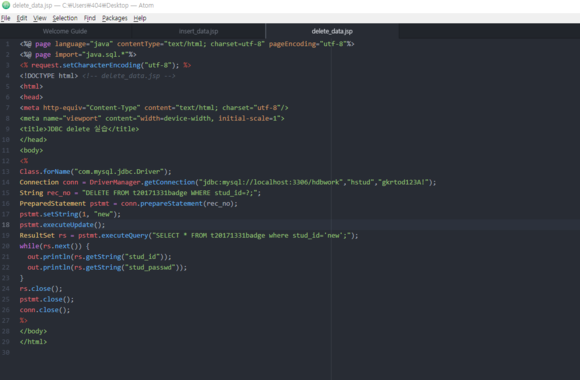 delete_data.jsp — C:₩Users₩404₩Desktop — Atom
File Edit View Selection Find Packages Help
Welcome Guide insert_data.jsp delete_data.jsp
1 <%@ page language="java" contentType="text/html; charset=utf-8" pageEncoding="utf-8"%>
2 <%@ page import="java.sql.*"%>
3 <% request.setCharacterEncoding("utf-8"); %>
4 <!DOCTYPE html> <!-- delete_data.jsp -->
5 <html>
6 <head>
7 <meta http-equiv="Content-Type" content="text/html; charset="utf-8"/>
8 <meta name="viewport" content="width=device-width, initial-scale=1">
9 <title>JDBC delete 실습</title>
10 </head>
11 <body>
12 <%
13 Class.forName("com.mysql.jdbc.Driver");
14 Connection conn = DriverManager.getConnection("jdbc:mysql://localhost:3306/hdbwork","hstud","gkrtod123A!");
15 String rec_no = "DELETE FROM t20171331badge WHERE stud_id=?;";
16 PreparedStatement pstmt = conn.prepareStatement(rec_no);
17 pstmt.setString(1, "new");
18 pstmt.executeUpdate();
19 ResultSet rs = pstmt.executeQuery("SELECT * FROM t20171331badge where stud_id='new';");
20 while(rs.next()) {
21 out.println(rs.getString("stud_id"));
22 out.println(rs.getString("stud_passwd"));
23 }
24 rs.close();
25 pstmt.close();
26 conn.close();
27 %>
28 </body>
29 </html>
30